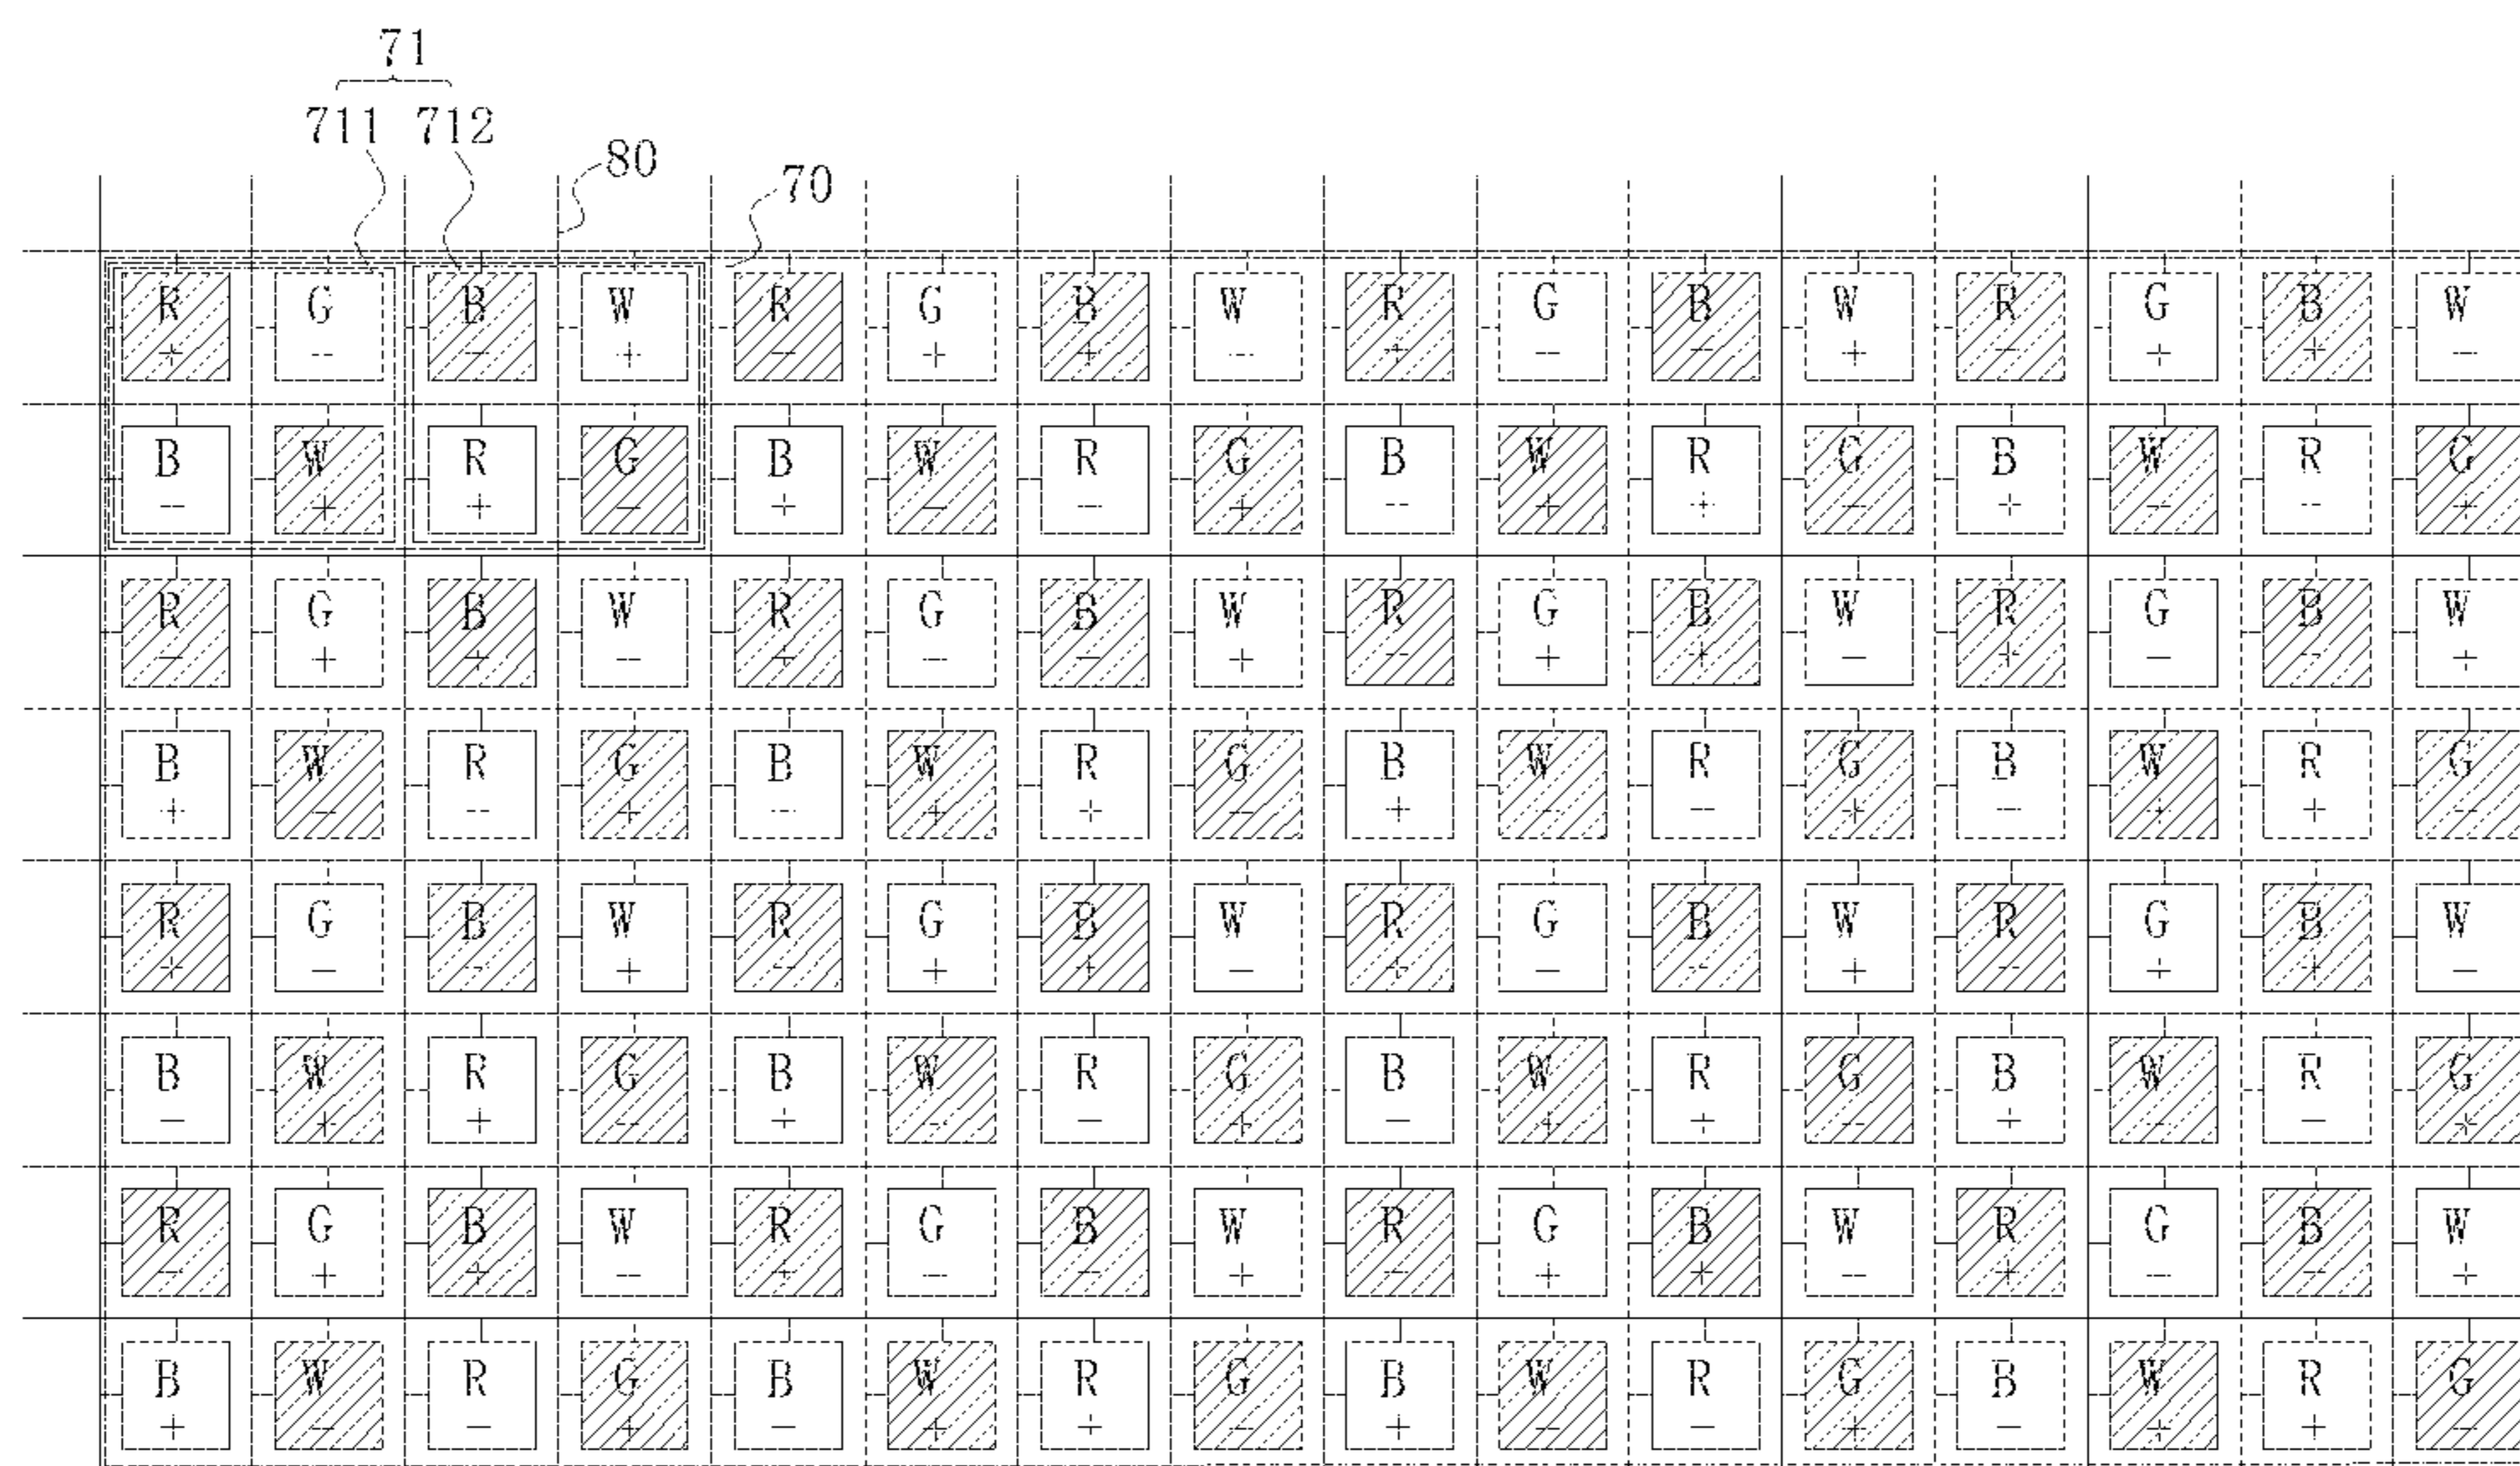 71
711 712
80
70
R G B W R G B W R G B W R G B W
+ - - + - + + - + - - + - + + -
B W R G B W R G B W R G B W R G
- + + - + - - + - + + - + - - +
R G B W R G B W R G B W R G B W
- + + - + - - + - + + - + - - +
B W R G B W R G B W R G B W R G
+ - - + - + + - + - - + - + + -
R G B W R G B W R G B W R G B W
+ - - + - + + - + - - + - + + -
B W R G B W R G B W R G B W R G
- + + - + - - + - + + - + - - +
R G B W R G B W R G B W R G B W
- + + - + - - + - + + - + - - +
B W R G B W R G B W R G B W R G
+ - - + - + + - + - - + - + + -